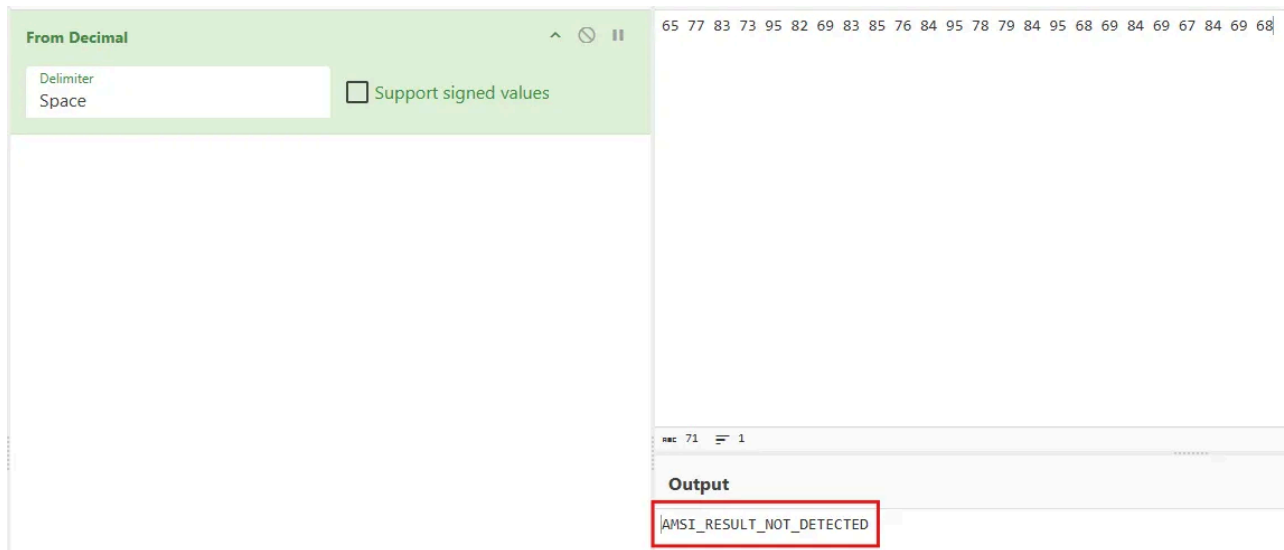 From Decimal
Delimiter
Space
Support signed values
65 77 83 73 95 82 69 83 85 76 84 95 78 79 84 95 68 69 84 69 67 84 69 68
ABC 71 1
Output
AMSI_RESULT_NOT_DETECTED